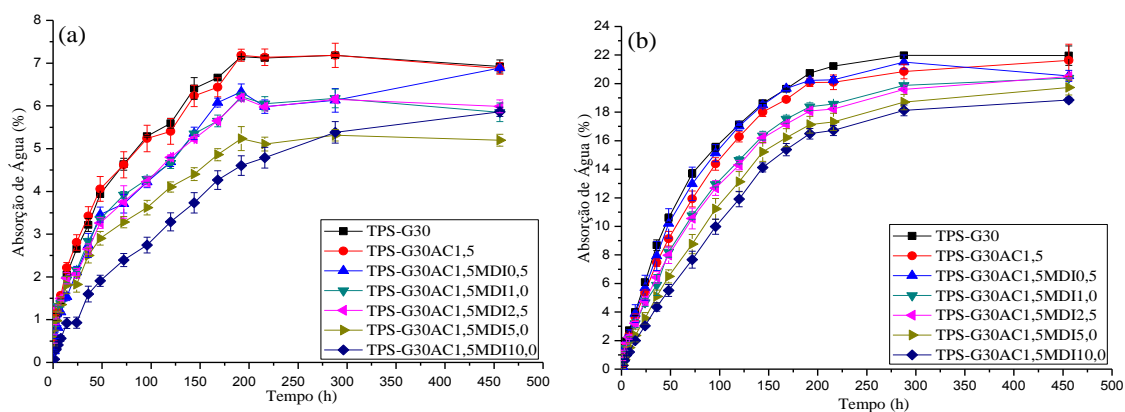 (a)
Absorção de Água (%)
8
7
6
5
4
3
2
1
0
TPS-G30
TPS-G30AC1,5
TPS-G30AC1,5MDI0,5
TPS-G30AC1,5MDI1,0
TPS-G30AC1,5MDI2,5
TPS-G30AC1,5MDI5,0
TPS-G30AC1,5MDI10,0
0 50 100 150 200 250 300 350 400 450 500
Tempo (h)
(b)
Absorção de Água (%)
24
22
20
18
16
14
12
10
8
6
4
2
0
TPS-G30
TPS-G30AC1,5
TPS-G30AC1,5MDI0,5
TPS-G30AC1,5MDI1,0
TPS-G30AC1,5MDI2,5
TPS-G30AC1,5MDI5,0
TPS-G30AC1,5MDI10,0
0 50 100 150 200 250 300 350 400 450 500
Tempo (h)